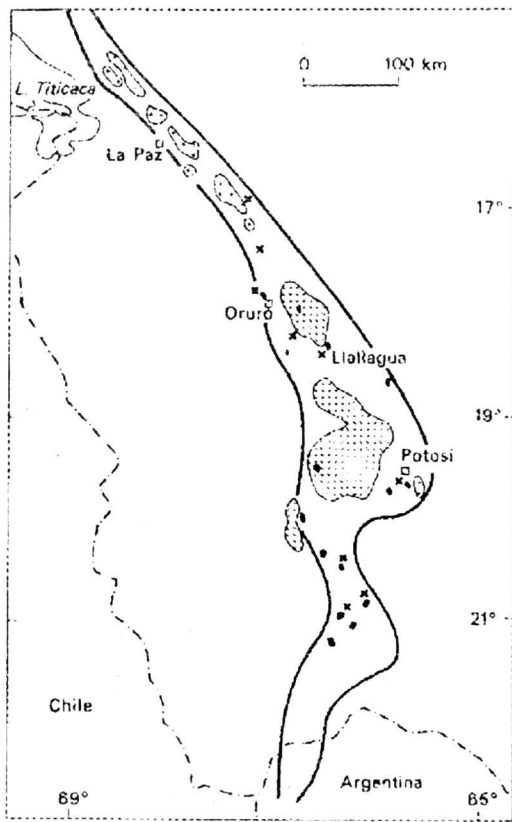 0 100 km
L. Titicaca
La Paz
17°
Oruro
Llallagua
19°
Potosi
21°
Chile
Argentina
69°
65°